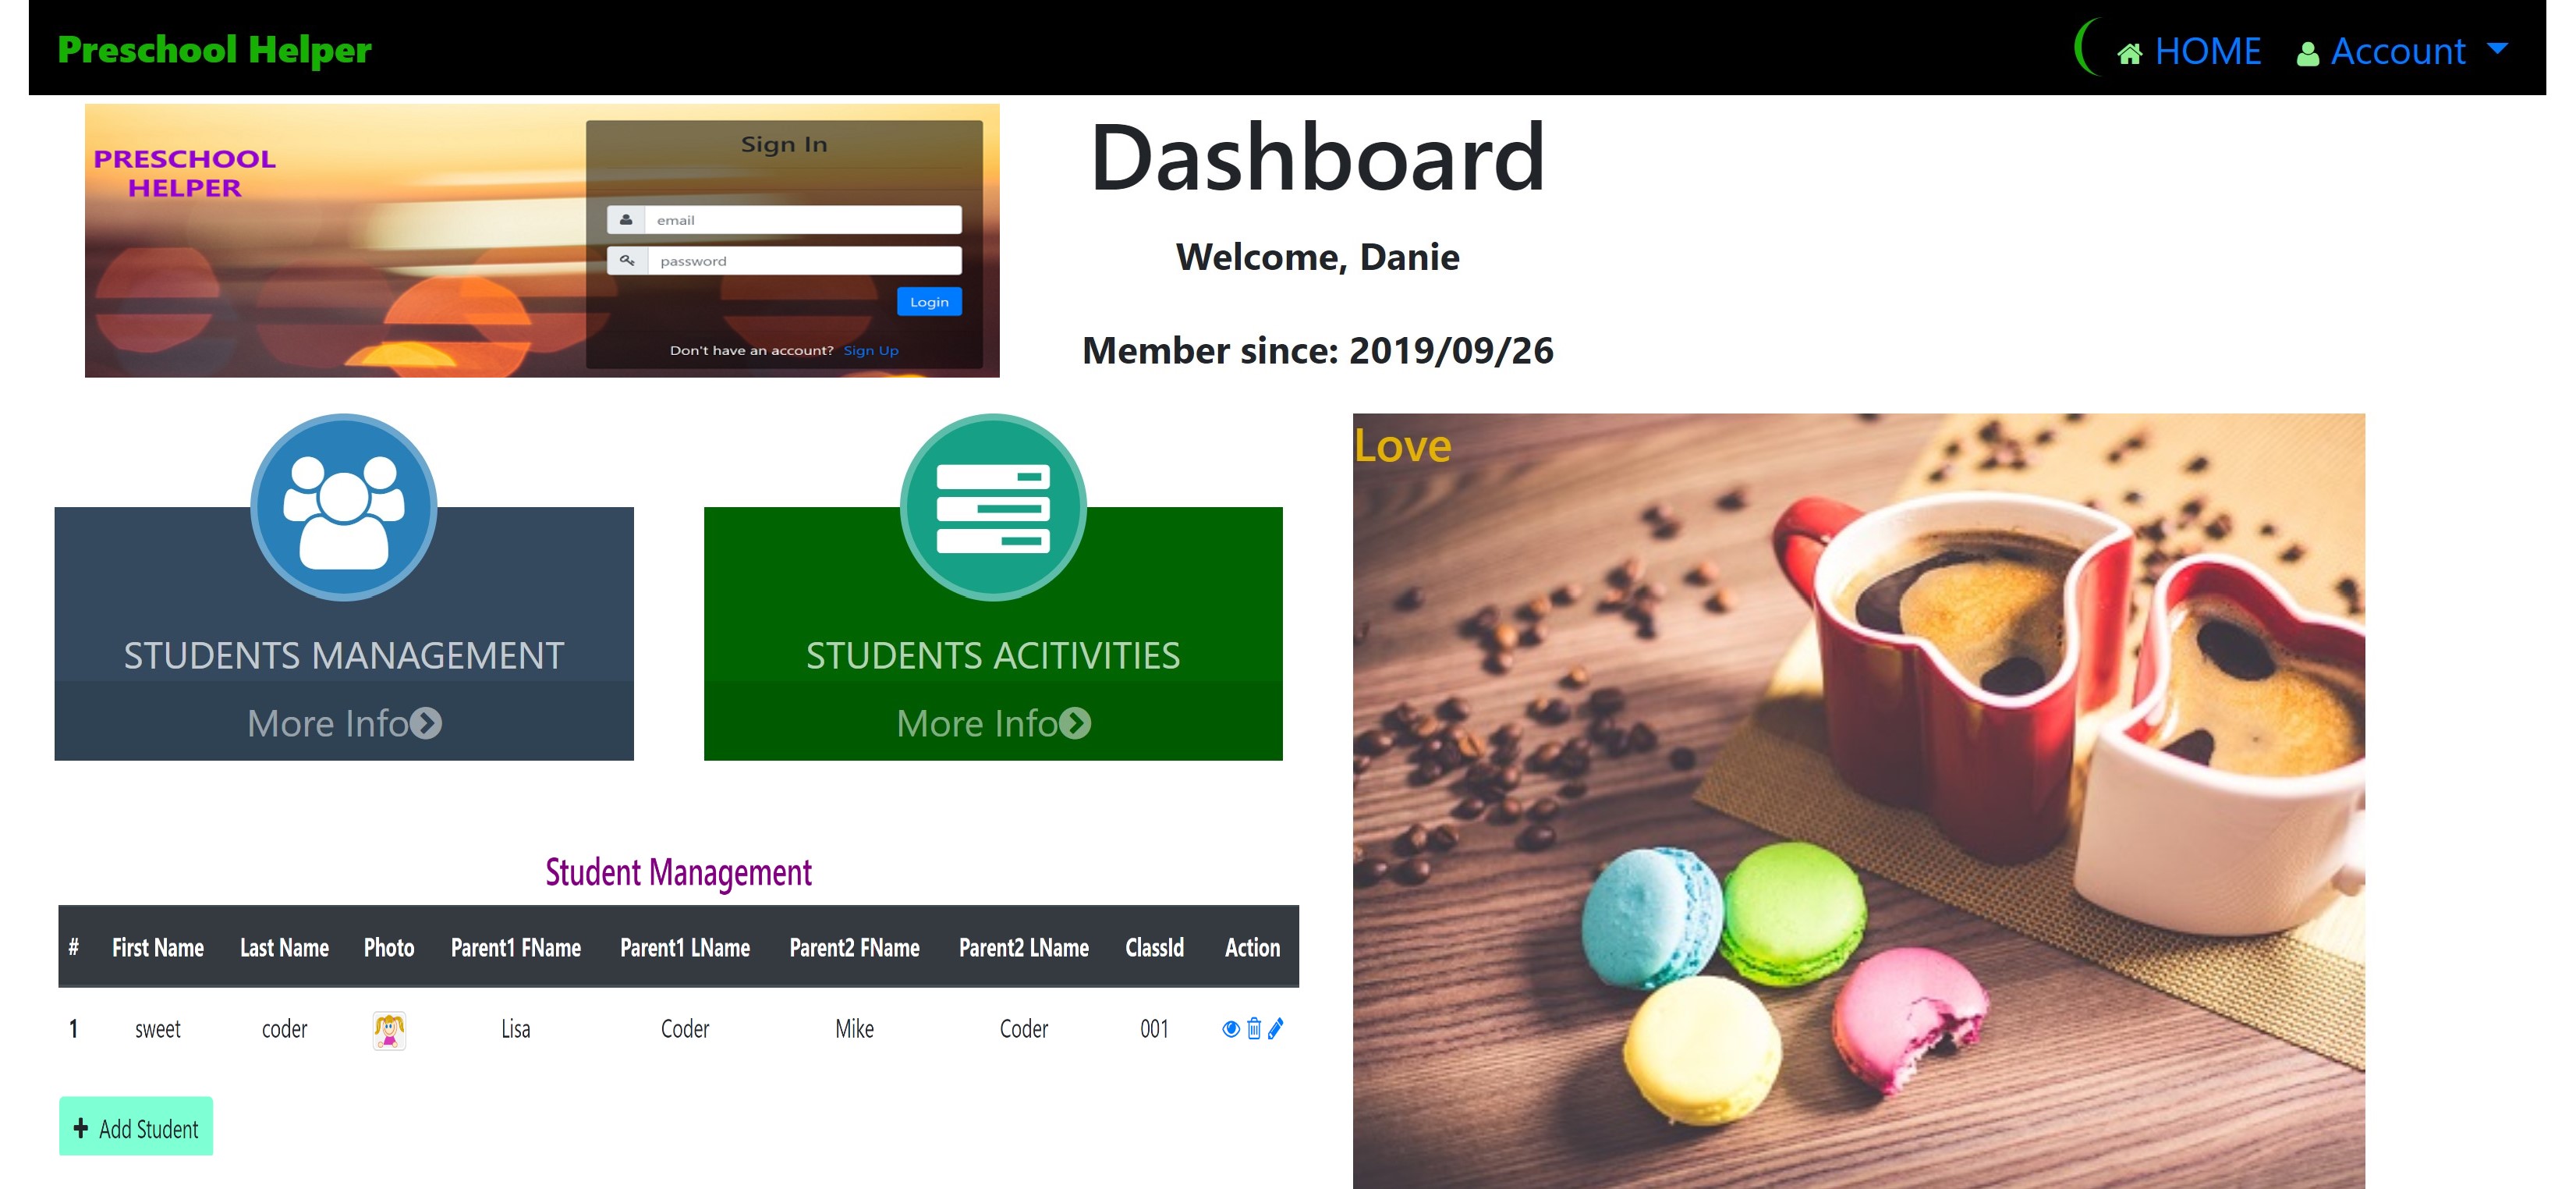 Preschool Helper
HOME Account
PRESCHOOL
HELPER
Sign In
email
password
Login
Don't have an account? Sign Up
Dashboard
Welcome, Danie
Member since: 2019/09/26
STUDENTS MANAGEMENT
More Info
STUDENTS ACITIVITIES
More Info
Love
Student Management
# First Name Last Name Photo Parent1 FName Parent1 LName Parent2 FName Parent2 LName ClassId Action
1 sweet coder Lisa Coder Mike Coder 001
+ Add Student